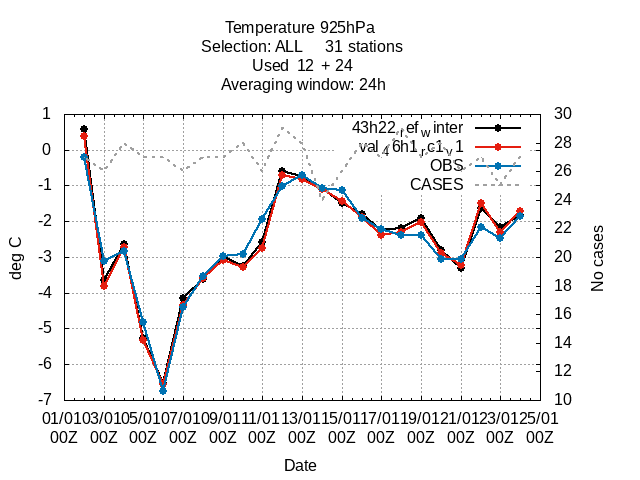 Temperature 925hPa
Selection: ALL 31 stations
Used 12 + 24
Averaging window: 24h
43h22refwinter
val46h1rc1v1
OBS
CASES
1
0
-1
-2
-3
-4
-5
-6
-7
deg C
30
28
26
24
22
20
18
16
14
12
10
No cases
01/01 03/01 05/01 07/01 09/01 11/01 13/01 15/01 17/01 19/01 21/01 23/01 25/01
00Z 00Z 00Z 00Z 00Z 00Z 00Z 00Z 00Z 00Z 00Z 00Z 00Z
Date